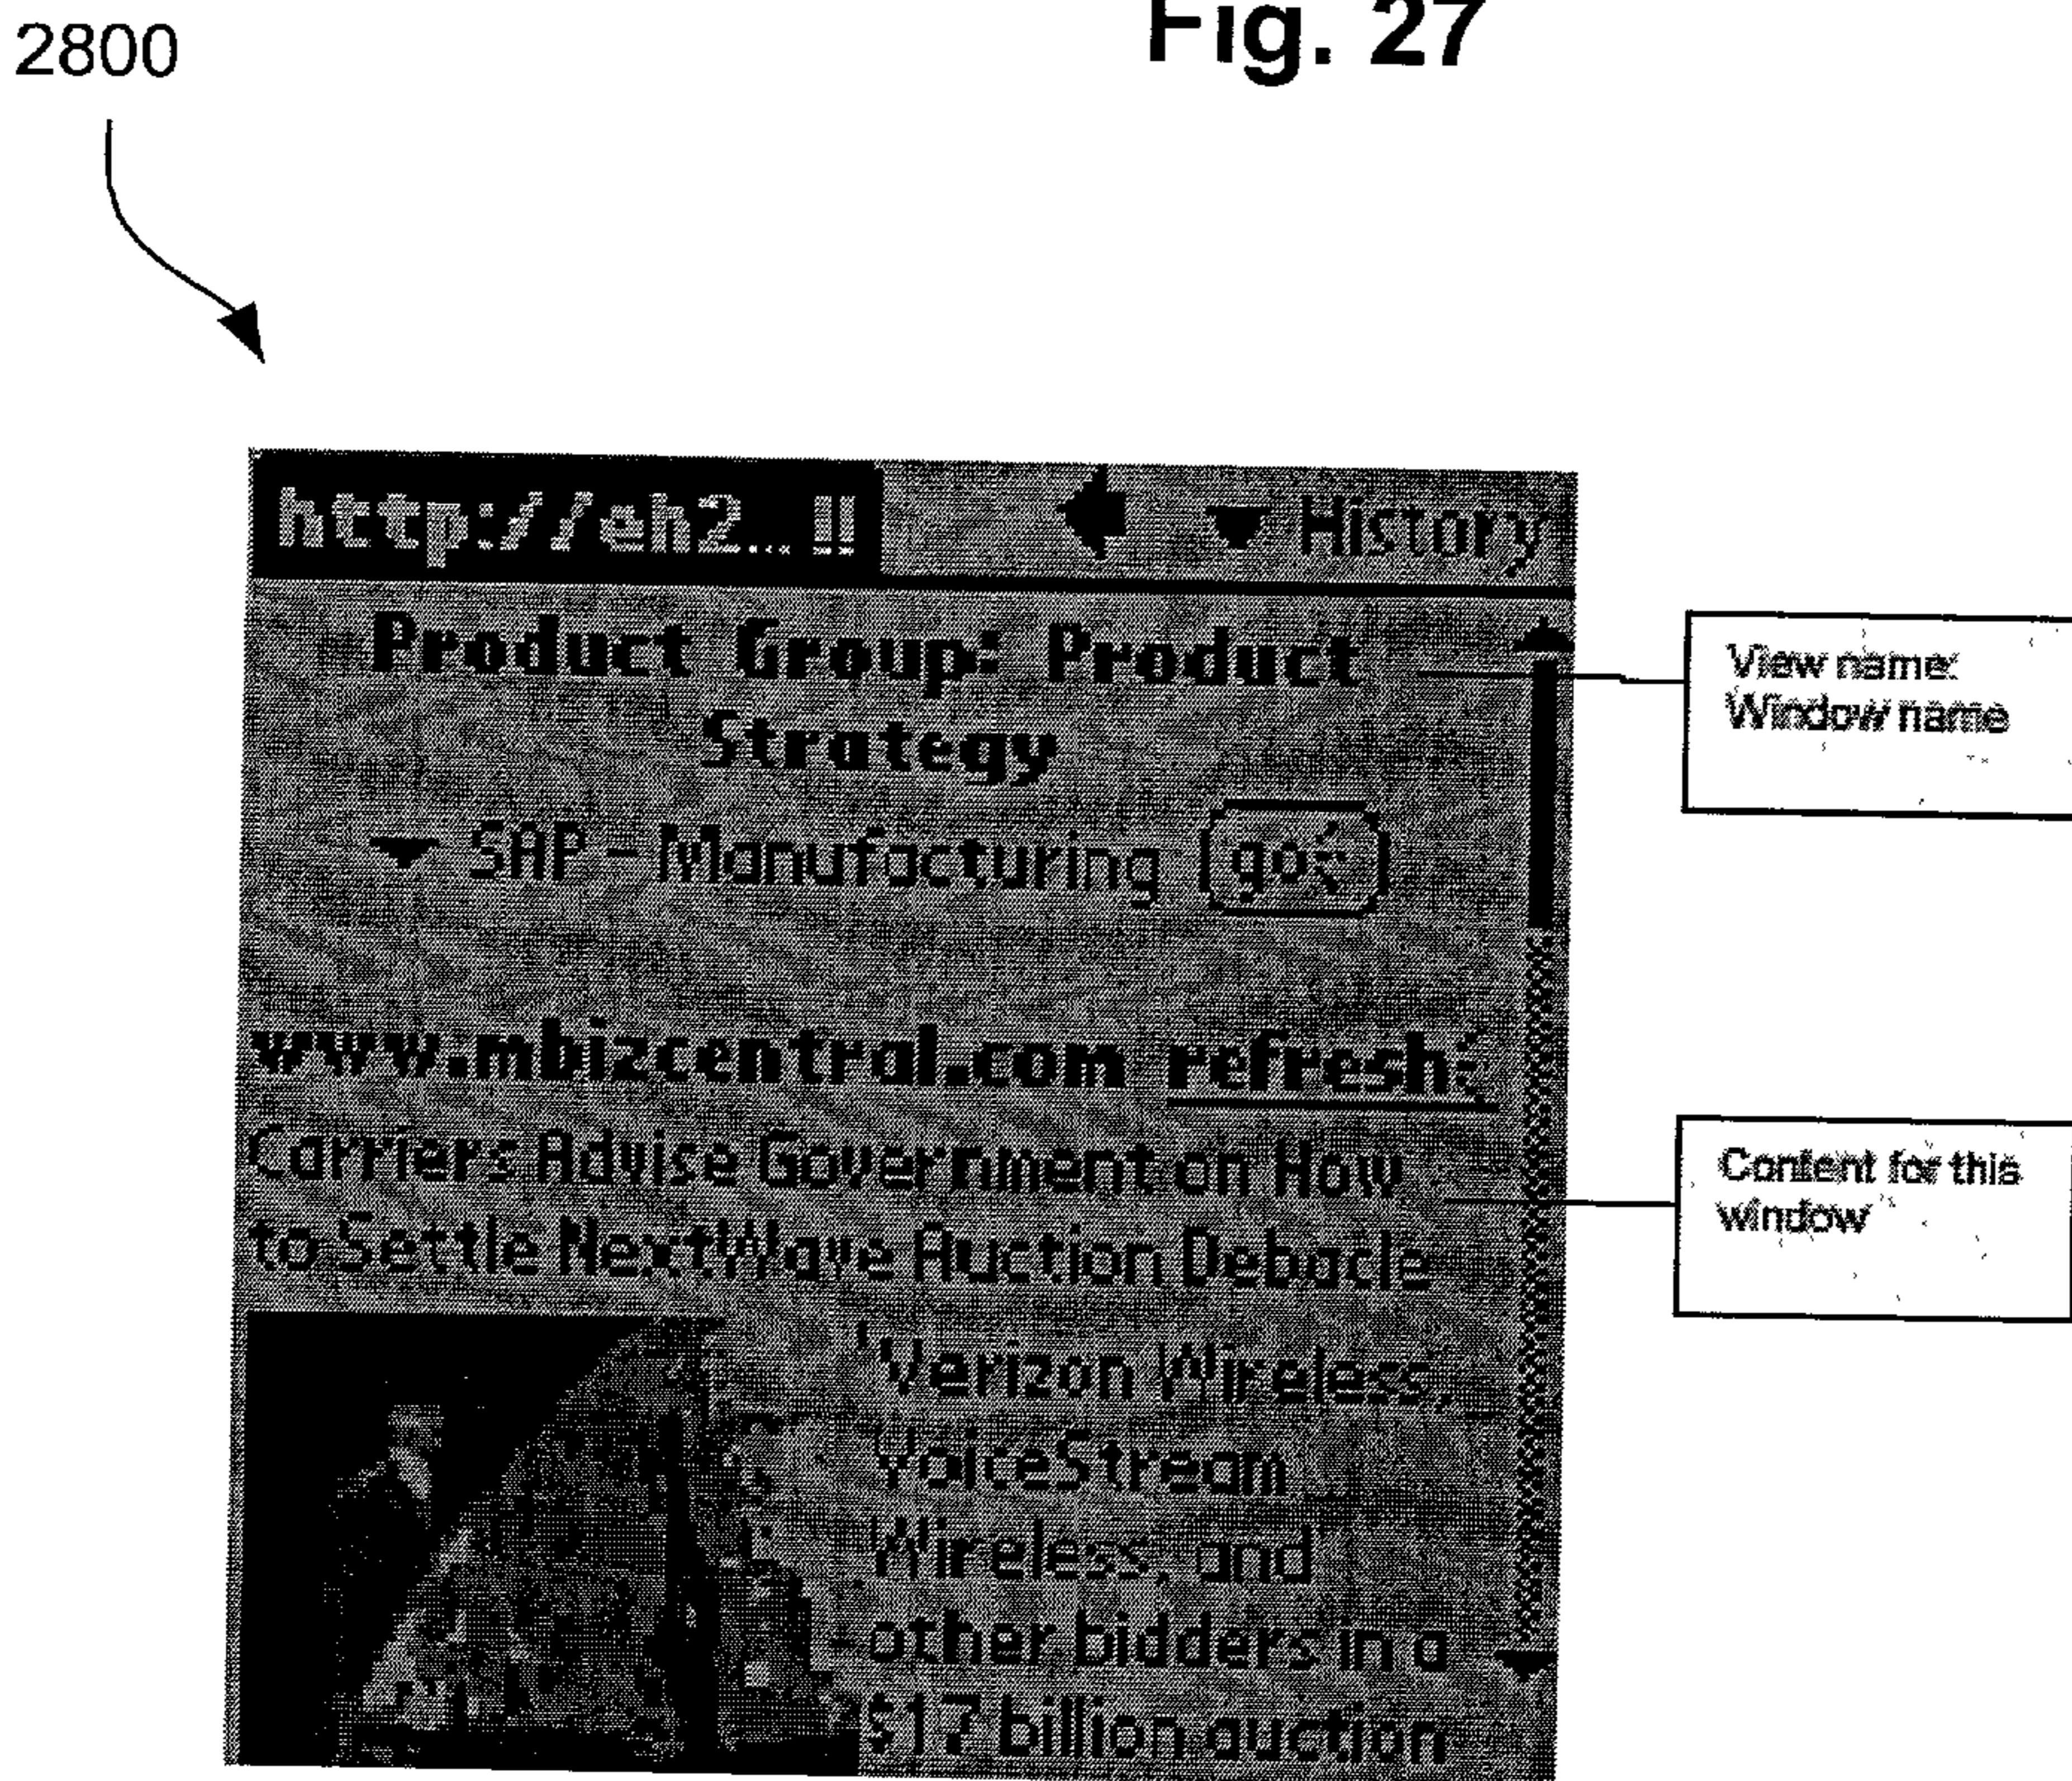 Fig. 27
2800
http://eh2... !!
History
Product Group: Product
Strategy
SAP - Manufacturing go
www.mbizcentral.com refresh
Carriers Advise Government on How
to Settle NextWave Auction Debacle
Verizon Wireless,
VoiceStream
Wireless, and
other bidders in a
$17 billion auction
View name:
Window name
Content for this
window